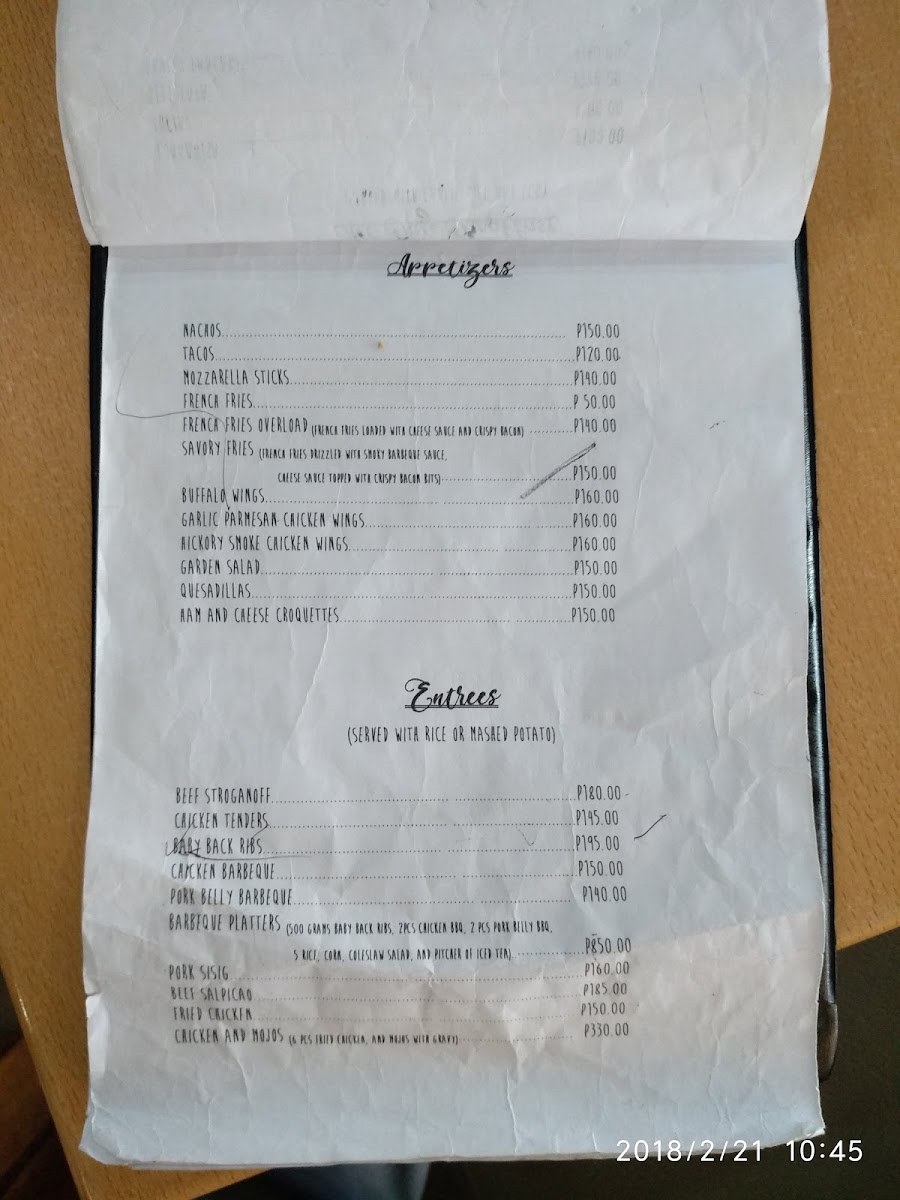 Appetizers
NACHOS................ P150.00
TACOS................P120.00
MOZZARELLA STICKS................P140.00
FRENCH FRIES................P 50.00
FRENCH FRIES OVERLOAD (FRENCH FRIES LOADED WITH CHEESE SAUCE AND CRISPY BACON) ................P140.00
SAVORY FRIES (FRENCH FRIES DRIZZLED WITH SMOKY BARBEQUE SAUCE,
CHEESE SAUCE TOPPED WITH CRISPY BACON BITS)................P150.00
BUFFALO WINGS................P160.00
GARLIC PARMESAN CHICKEN WINGS................P160.00
HICKORY SMOKE CHICKEN WINGS................P160.00
GARDEN SALAD................P150.00
QUESADILLAS................P150.00
HAM AND CHEESE CROQUETTES................P150.00
Entrees
(SERVED WITH RICE OR MASHED POTATO)
BEEF STROGANOFF................P180.00
CHICKEN TENDERS................P145.00
BABY BACK RIBS................P195.00
CHICKEN BARBEQUE................P150.00
PORK BELLY BARBEQUE................P140.00
BARBEQUE PLATTERS (500 GRAMS BABY BACK RIBS, 2PCS CHICKEN BBQ, 2 PCS PORK BELLY BBQ,
5 RICE, CORN, COLESLAW SALAD, AND PITCHER OF ICED TEA)................P850.00
PORK SISIG................P160.00
BEEF SALPICAO................P185.00
FRIED CHICKEN................P150.00
CHICKEN AND MOJOS (6 PCS FRIED CHICKEN, AND MOJOS WITH GRAVY)................P330.00
2018/2/21 10:45